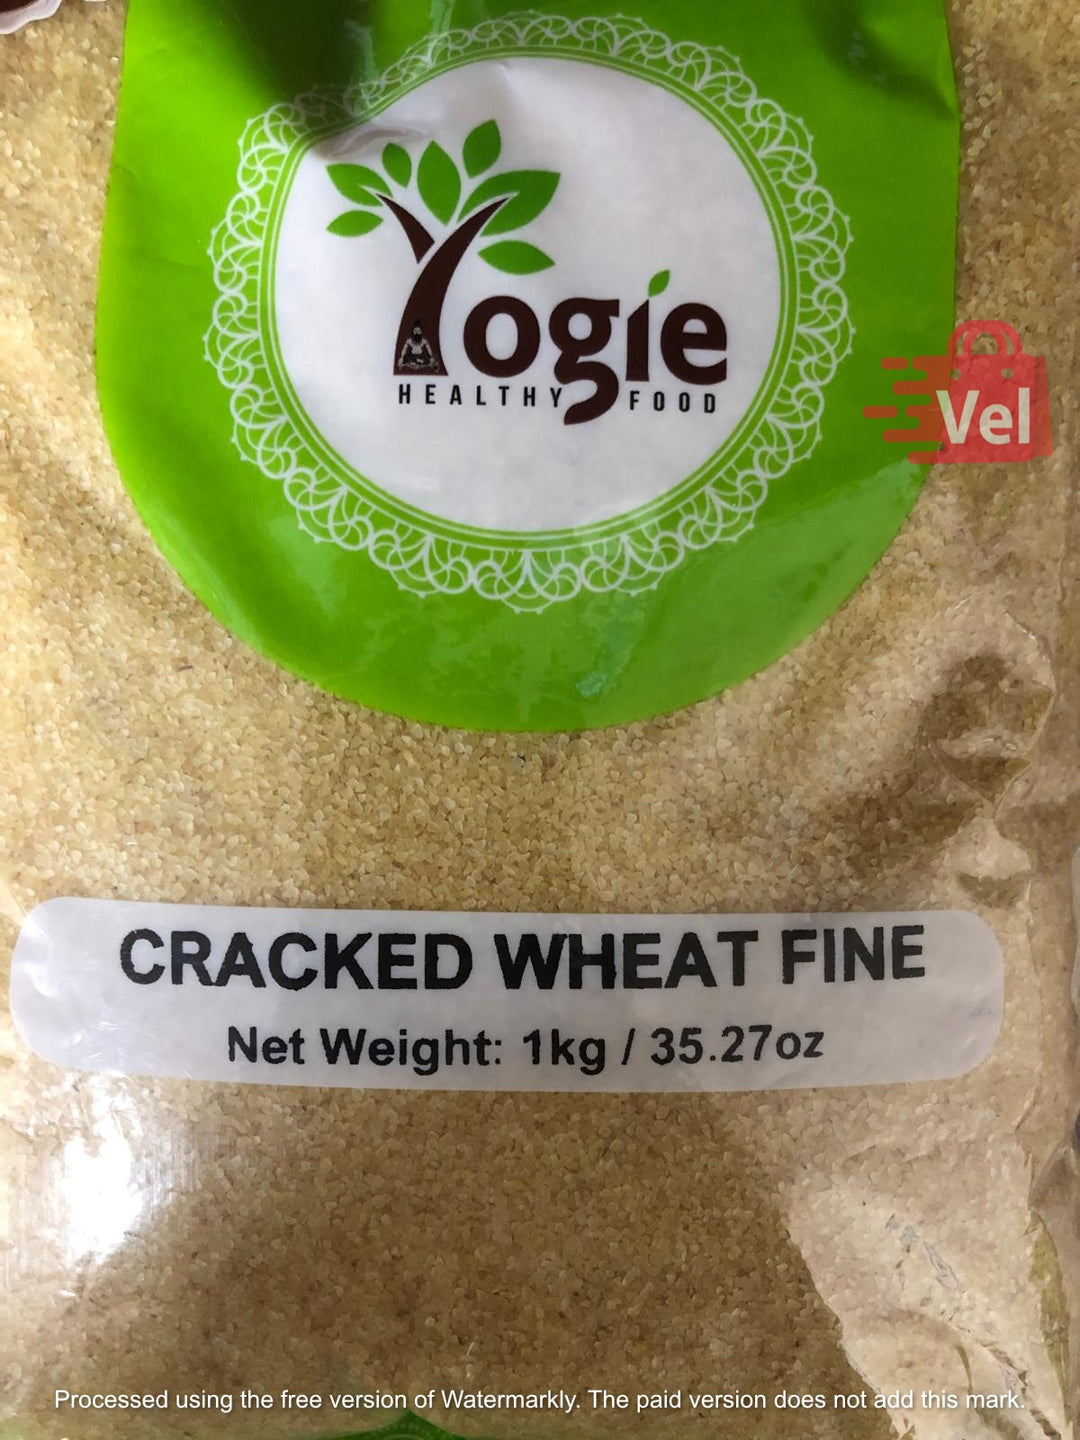 Yogie
HEALTHY FOOD
Vel
CRACKED WHEAT FINE
Net Weight: 1kg / 35.27oz
Processed using the free version of Watermarkly. The paid version does not add this mark.